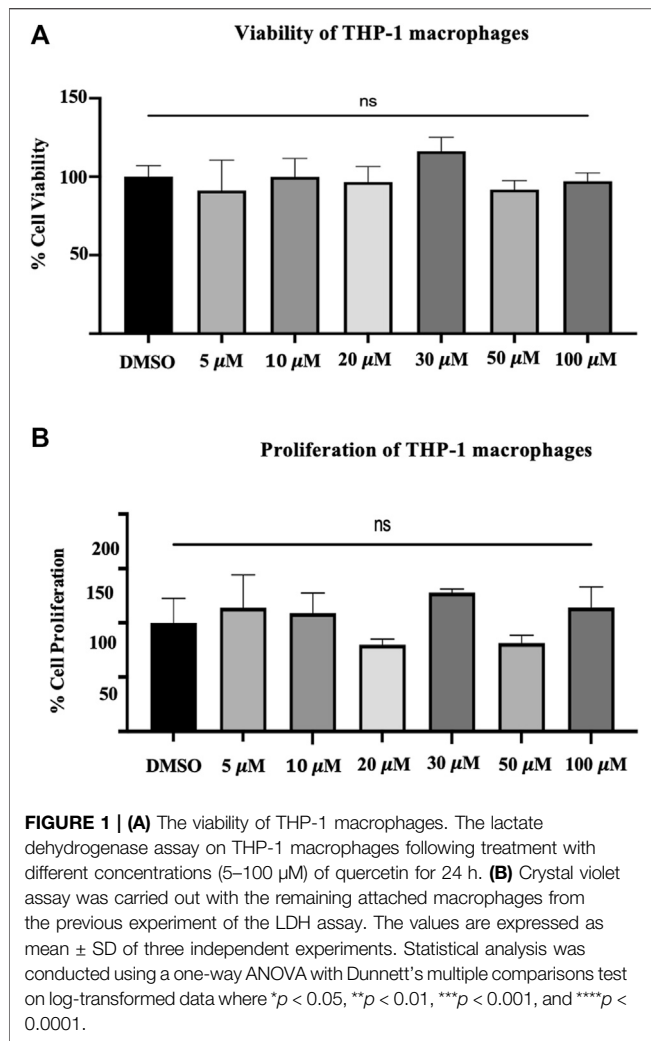 A
Viability of THP-1 macrophages
ns
150
100
50
% Cell Viability
DMSO 5 μM 10 μM 20 μM 30 μM 50 μM 100 μM
B
Proliferation of THP-1 macrophages
ns
200
150
100
50
% Cell Proliferation
DMSO 5 μM 10 μM 20 μM 30 μM 50 μM 100 μM
FIGURE 1 | (A) The viability of THP-1 macrophages. The lactate
dehydrogenase assay on THP-1 macrophages following treatment with
different concentrations (5–100 μM) of quercetin for 24 h. (B) Crystal violet
assay was carried out with the remaining attached macrophages from
the previous experiment of the LDH assay. The values are expressed as
mean ± SD of three independent experiments. Statistical analysis was
conducted using a one-way ANOVA with Dunnett's multiple comparisons test
on log-transformed data where *p < 0.05, **p < 0.01, ***p < 0.001, and ****p <
0.0001.